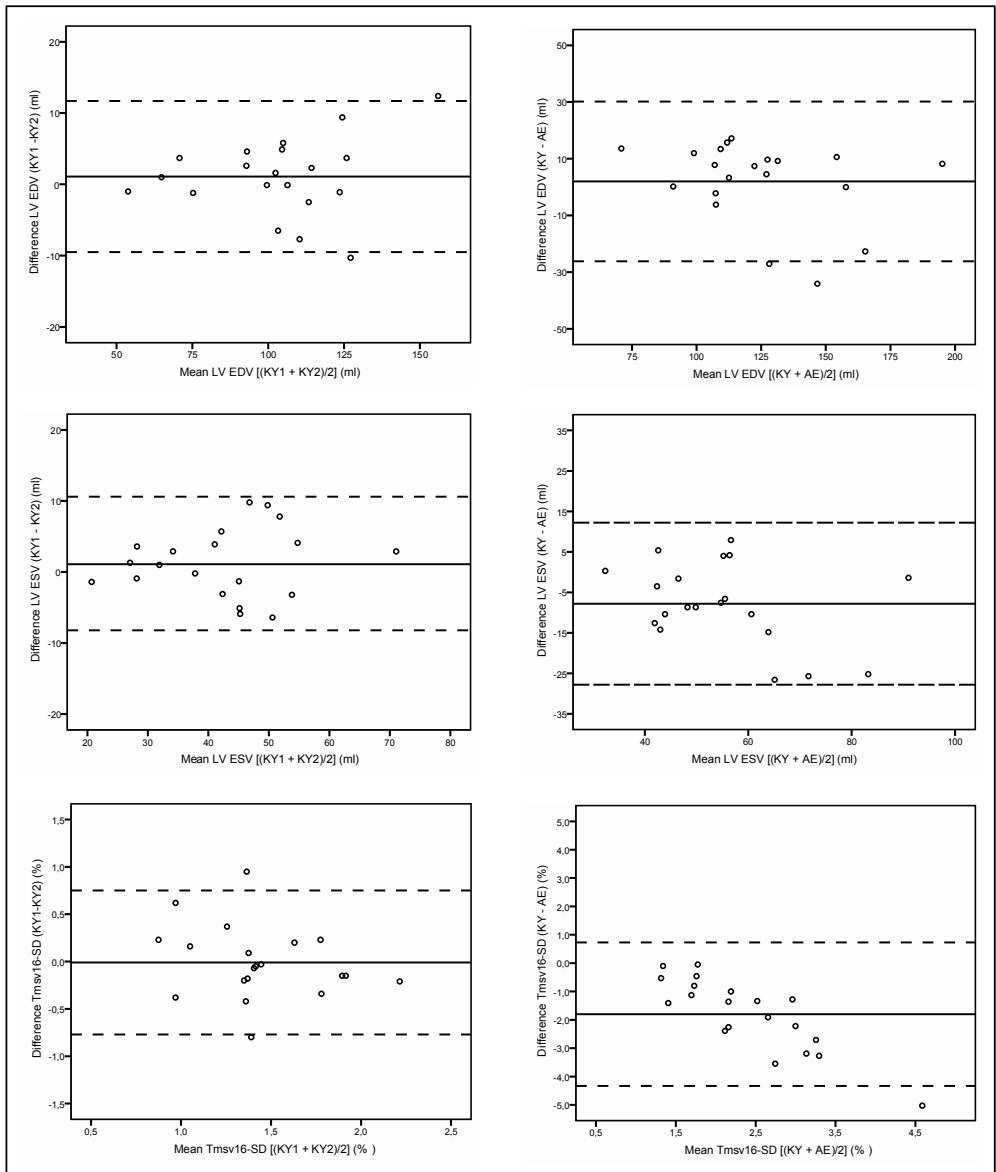 Difference LV EDV (KY1 -KY2) (ml)
20
10
0
-10
-20
50 75 100 125 150
Mean LV EDV [(KY1 + KY2)/2] (ml)
Difference LV EDV (KY - AE) (ml)
50
30
10
-10
-30
-50
75 100 125 150 175 200
Mean LV EDV [(KY + AE)/2] (ml)
Difference LV ESV (KY1 - KY2) (ml)
20
10
0
-10
-20
20 30 40 50 60 70 80
Mean LV ESV [(KY1 + KY2)/2] (ml)
Difference LV ESV (KY - AE) (ml)
35
25
15
5
-5
-15
-25
-35
40 60 80 100
Mean LV ESV [(KY + AE)/2] (ml)
Difference Tmsv16-SD (KY1-KY2) (%)
1,5
1,0
0,5
0,0
-0,5
-1,0
-1,5
0,5 1,0 1,5 2,0 2,5
Mean Tmsv16-SD [(KY1 + KY2)/2] (% )
Difference Tmsv16-SD (KY - AE) (%)
5,0
4,0
3,0
2,0
1,0
0,0
-1,0
-2,0
-3,0
-4,0
-5,0
0,5 1,5 2,5 3,5 4,5
Mean Tmsv16-SD [(KY + AE)/2] (% )